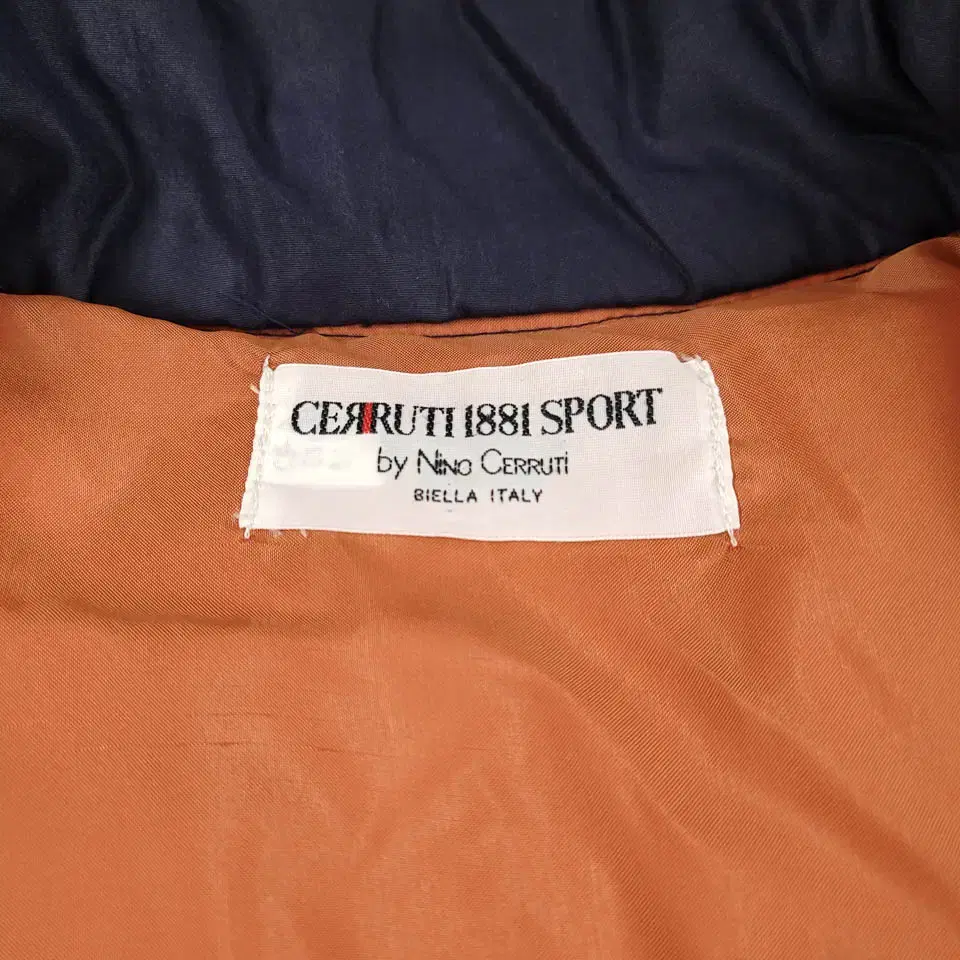 CERRUTI 1881 SPORT
by Nino Cerruti
BIELLA ITALY